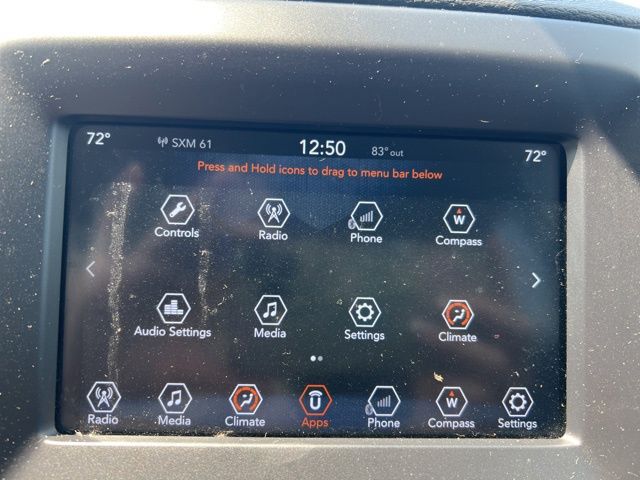 72° SXM 61 12:50 83° out 72°
Press and Hold icons to drag to menu bar below
W
Controls Radio Phone Compass
Audio Settings Media Settings Climate
W
Radio Media Climate Apps Phone Compass Settings